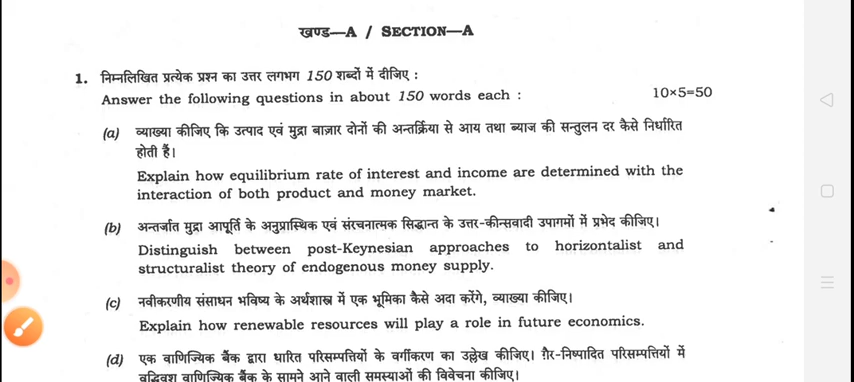 खण्ड—A / SECTION—A
1. निम्नलिखित प्रत्येक प्रश्न का उत्तर लगभग 150 शब्दों में दीजिए :
Answer the following questions in about 150 words each : 10×5=50
(a) व्याख्या कीजिए कि उत्पाद एवं मुद्रा बाज़ार दोनों की अन्तर्क्रिया से आय तथा ब्याज की सन्तुलन दर कैसे निर्धारित
होती हैं।
Explain how equilibrium rate of interest and income are determined with the
interaction of both product and money market.
(b) अन्तर्जात मुद्रा आपूर्ति के अनुप्रास्थिक एवं संरचनात्मक सिद्धान्त के उत्तर-कीन्सवादी उपागमों में प्रभेद कीजिए।
Distinguish between post-Keynesian approaches to horizontalist and
structuralist theory of endogenous money supply.
(c) नवीकरणीय संसाधन भविष्य के अर्थशास्त्र में एक भूमिका कैसे अदा करेंगे, व्याख्या कीजिए।
Explain how renewable resources will play a role in future economics.
(d) एक वाणिज्यिक बैंक द्वारा धारित परिसम्पत्तियों के वर्गीकरण का उल्लेख कीजिए। ग़ैर-निष्पादित परिसम्पत्तियों में
वृद्धिवश वाणिज्यिक बैंक के सामने आने वाली समस्याओं की विवेचना कीजिए।